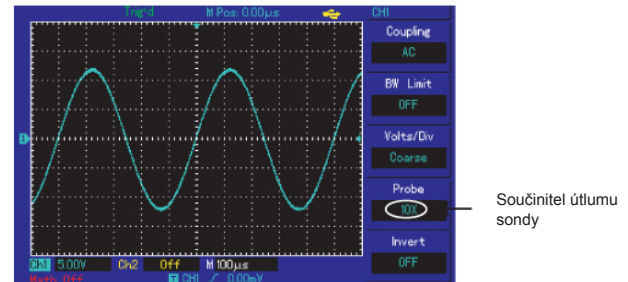 Trig'd M Pos: 0.00μs CH1
Coupling
AC
BW Limit
OFF
Volts/Div
Coarse
Probe
10X
Součinitel útlumu
sondy
Invert
OFF
1
Ch1 5.00V Ch2 Off M 100μs
Math Off T CH1 / 0.00mV